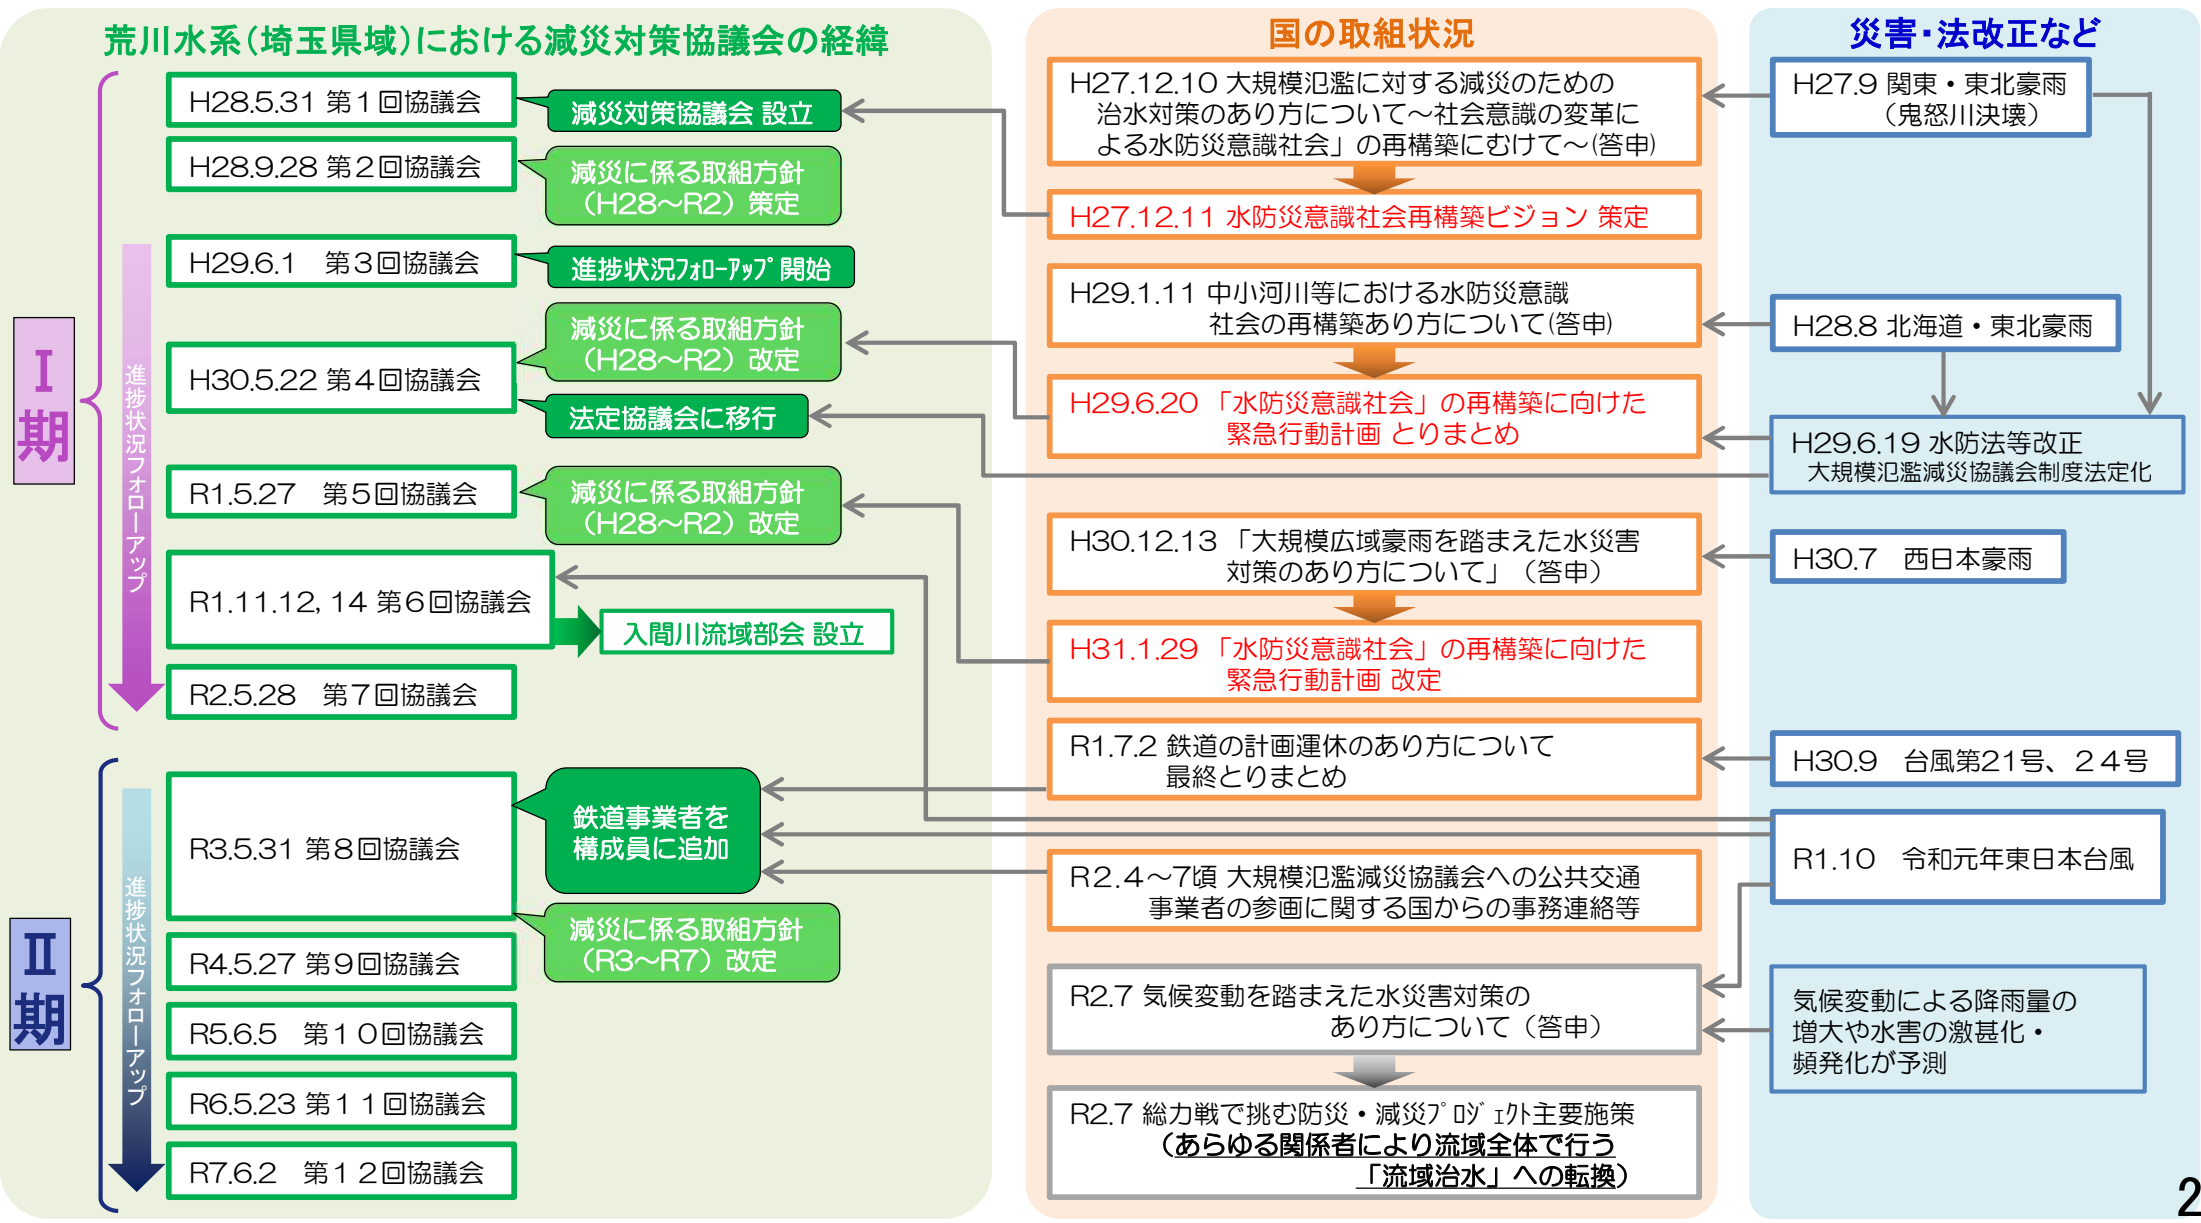 荒川水系(埼玉県域)における減災対策協議会の経緯
Ⅰ
期
進捗状況フォローアップ
H28.5.31 第1回協議会
減災対策協議会 設立
H28.9.28 第2回協議会
減災に係る取組方針
(H28～R2) 策定
H29.6.1 第3回協議会
進捗状況ﾌｫﾛｰｱｯﾌﾟ開始
減災に係る取組方針
(H28～R2) 改定
H30.5.22 第4回協議会
法定協議会に移行
R1.5.27 第5回協議会
減災に係る取組方針
(H28～R2) 改定
R1.11.12, 14 第6回協議会
入間川流域部会 設立
R2.5.28 第7回協議会
Ⅱ
期
進捗状況フォローアップ
R3.5.31 第8回協議会
鉄道事業者を
構成員に追加
減災に係る取組方針
(R3～R7) 改定
R4.5.27 第9回協議会
R5.6.5 第10回協議会
R6.5.23 第11回協議会
R7.6.2 第12回協議会
国の取組状況
H27.12.10 大規模氾濫に対する減災のための
治水対策のあり方について～社会意識の変革に
よる水防災意識社会」の再構築にむけて～(答申)
H27.12.11 水防災意識社会再構築ビジョン 策定
H29.1.11 中小河川等における水防災意識
社会の再構築あり方について(答申)
H29.6.20 「水防災意識社会」の再構築に向けた
緊急行動計画 とりまとめ
H30.12.13 「大規模広域豪雨を踏まえた水災害
対策のあり方について」（答申）
H31.1.29 「水防災意識社会」の再構築に向けた
緊急行動計画 改定
R1.7.2 鉄道の計画運休のあり方について
最終とりまとめ
R2.4～7頃 大規模氾濫減災協議会への公共交通
事業者の参画に関する国からの事務連絡等
R2.7 気候変動を踏まえた水災害対策の
あり方について（答申）
R2.7 総力戦で挑む防災・減災ﾌﾟﾛｼﾞｪｸﾄ主要施策
(あらゆる関係者により流域全体で行う
「流域治水」への転換)
災害・法改正など
H27.9 関東・東北豪雨
（鬼怒川決壊）
H28.8 北海道・東北豪雨
H29.6.19 水防法等改正
大規模氾濫減災協議会制度法定化
H30.7 西日本豪雨
H30.9 台風第21号、24号
R1.10 令和元年東日本台風
気候変動による降雨量の
増大や水害の激甚化・
頻発化が予測
2